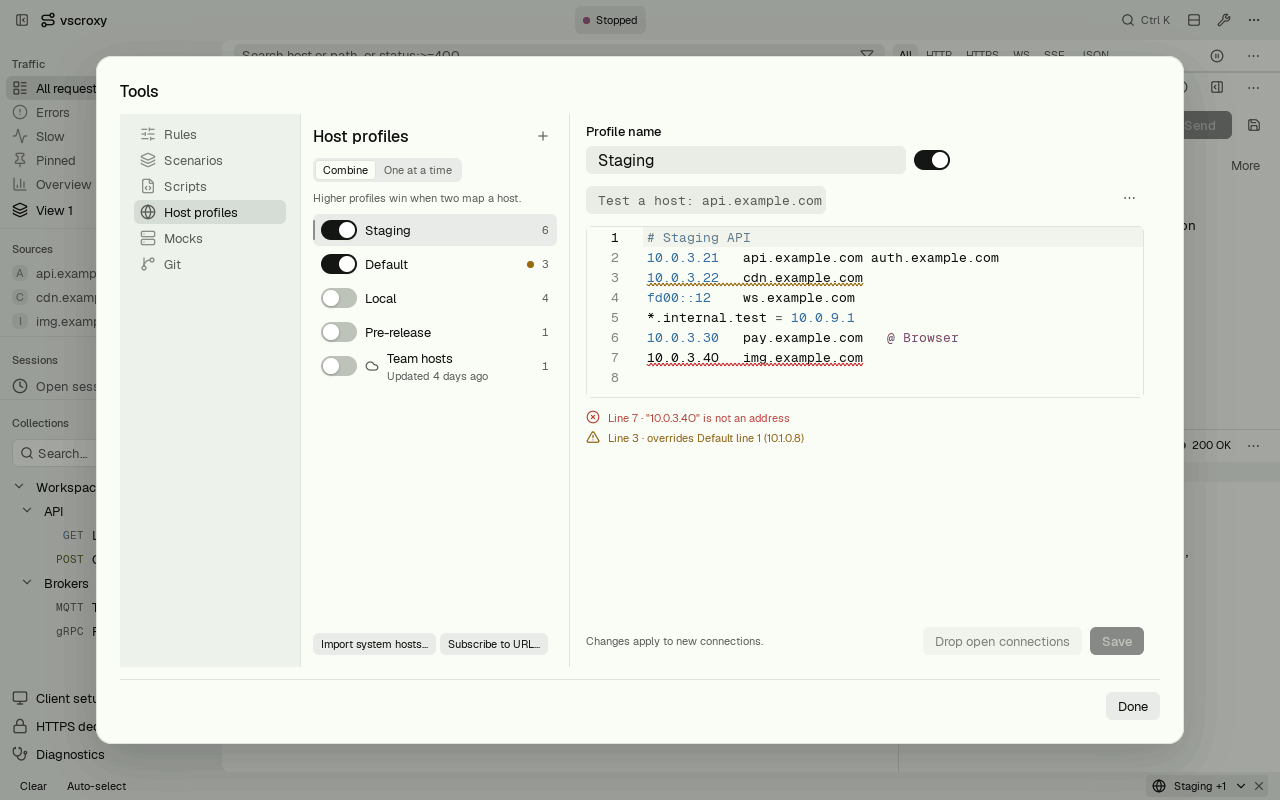 vscroxy
Stopped
Ctrl K
Traffic
All
HTTP
HTTPS
WS
SSE
JSON
All request
Errors
Slow
Pinned
Overview
View 1
Sources
A api.examp
C cdn.exam
I img.examp
Sessions
Open sess
Collections
Search...
Workspac
API
GET
POST
Brokers
MQTT
gRPC
Client setu
HTTPS dec
Diagnostics
Clear
Auto-select
Send
More
on
200 OK
Staging +1
Tools
Rules
Scenarios
Scripts
Host profiles
Mocks
Git
Host profiles
Combine
One at a time
Higher profiles win when two map a host.
Staging 6
Default 3
Local 4
Pre-release 1
Team hosts 1
Updated 4 days ago
Import system hosts...
Subscribe to URL...
Profile name
Staging
Test a host: api.example.com
1 # Staging API
2 10.0.3.21 api.example.com auth.example.com
3 10.0.3.22 cdn.example.com
4 fd00::12 ws.example.com
5 *.internal.test = 10.0.9.1
6 10.0.3.30 pay.example.com @ Browser
7 10.0.3.4O img.example.com
8
Line 7 · "10.0.3.4O" is not an address
Line 3 · overrides Default line 1 (10.1.0.8)
Changes apply to new connections.
Drop open connections
Save
Done